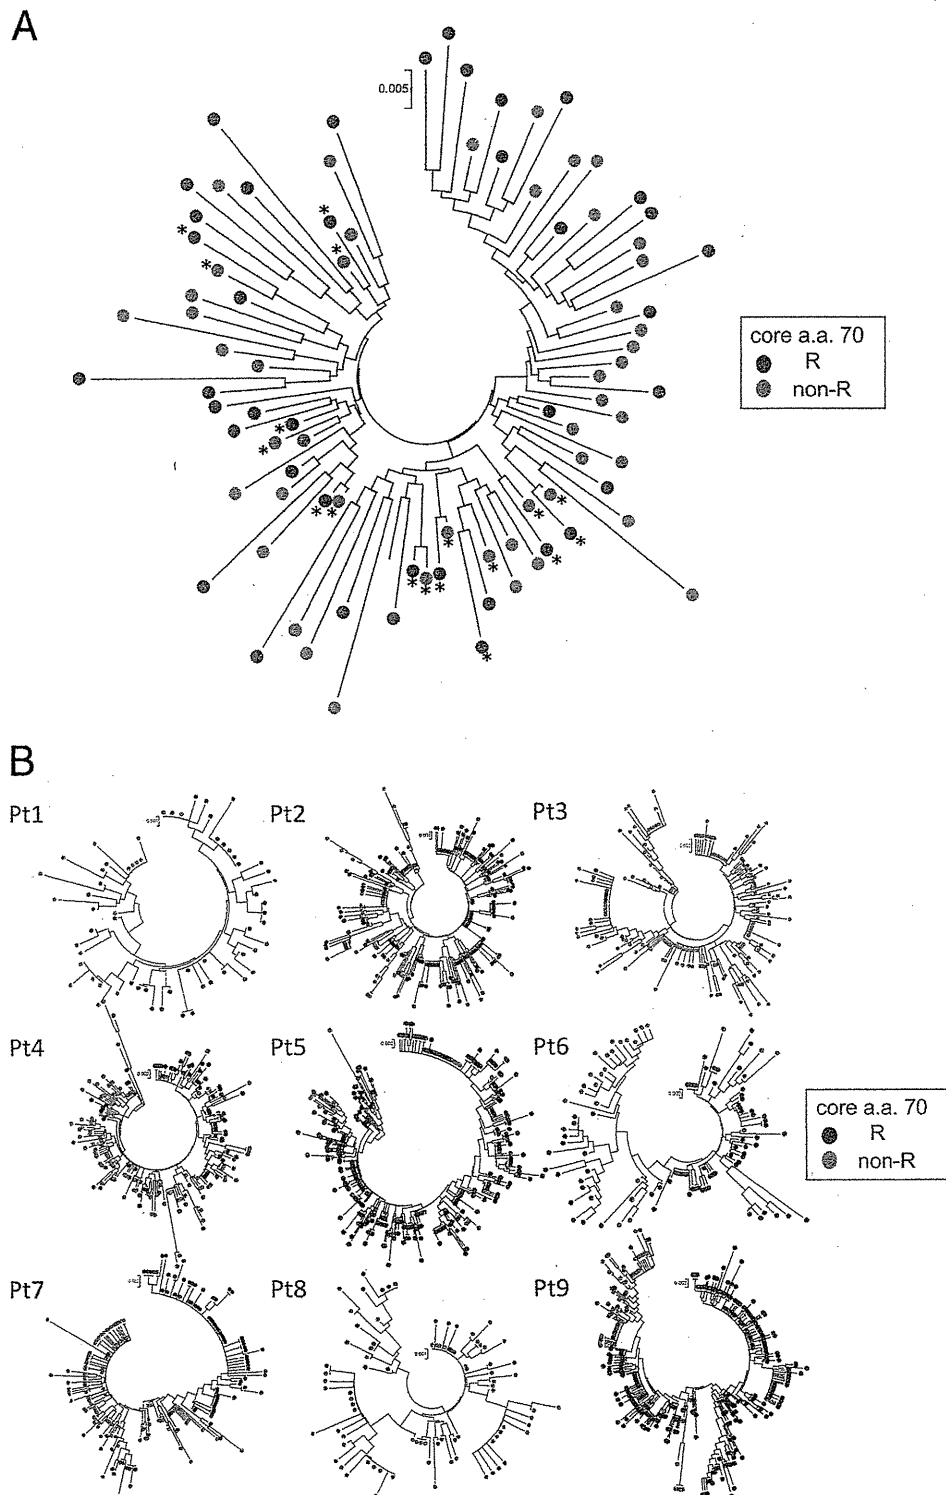 A
0.005
core a.a. 70
R
non-R
B
Pt1
Pt2
Pt3
Pt4
Pt5
Pt6
core a.a. 70
R
non-R
Pt7
Pt8
Pt9